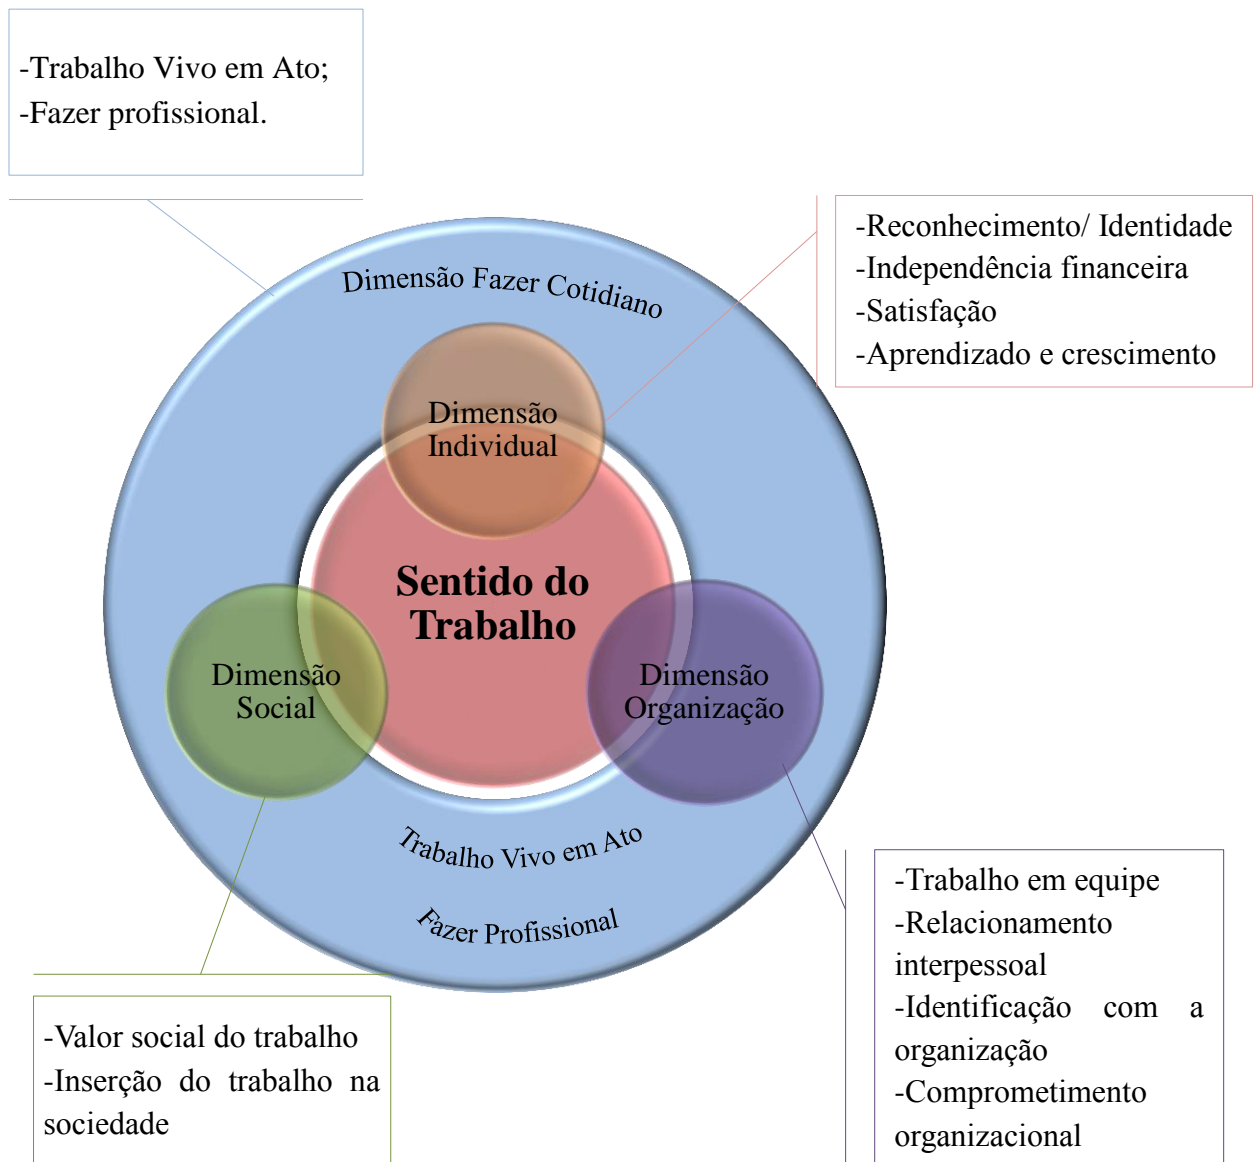 -Trabalho Vivo em Ato;
-Fazer profissional.
-Reconhecimento/ Identidade
-Independência financeira
-Satisfação
-Aprendizado e crescimento
Dimensão Fazer Cotidiano
Dimensão
Individual
Sentido do
Trabalho
Dimensão
Social
Dimensão
Organização
Trabalho Vivo em Ato
Fazer Profissional
-Trabalho em equipe
-Relacionamento
interpessoal
-Identificação com a
organização
-Comprometimento
organizacional
-Valor social do trabalho
-Inserção do trabalho na
sociedade